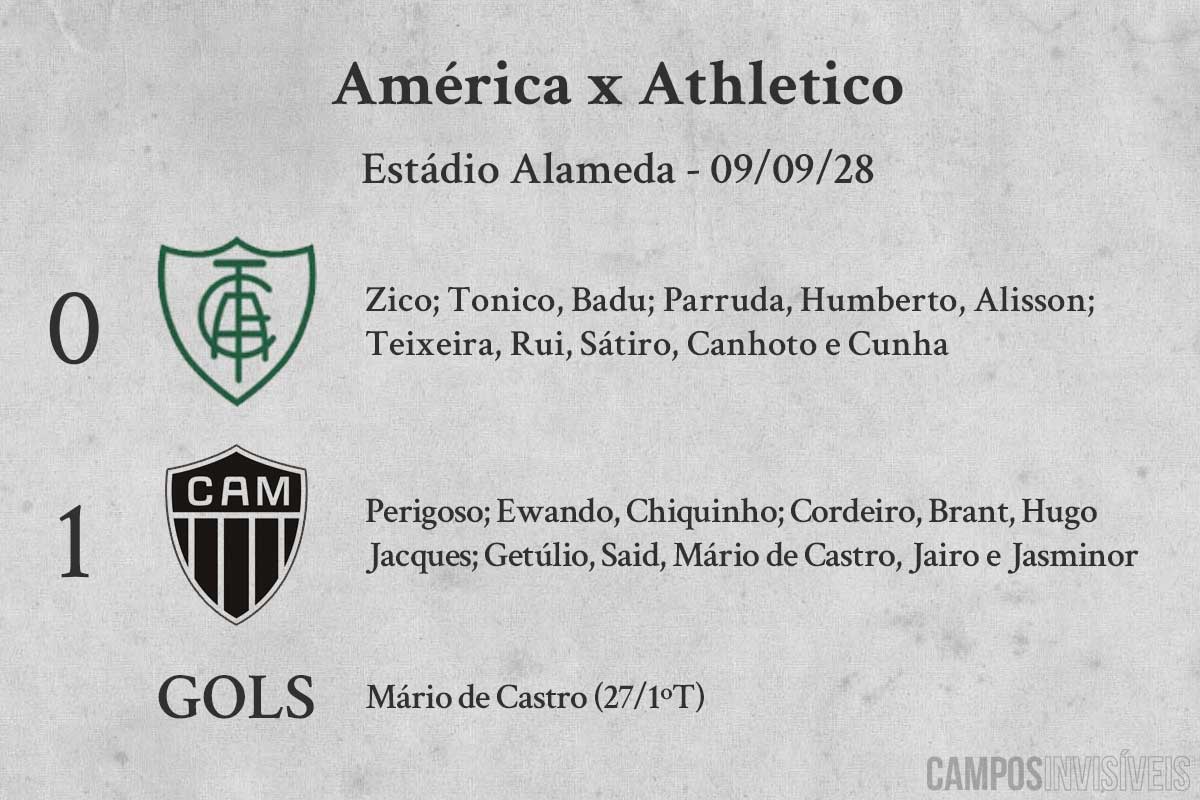 América x Athletico
Estádio Alameda - 09/09/28
0
Zico; Tonico, Badu; Parruda, Humberto, Alisson;
Teixeira, Rui, Sátiro, Canhoto e Cunha
CAM
1
Perigoso; Ewando, Chiquinho; Cordeiro, Brant, Hugo
Jacques; Getúlio, Said, Mário de Castro, Jairo e Jasminor
GOLS
Mário de Castro (27/1ºT)
CAMPOSINVISÍVEIS